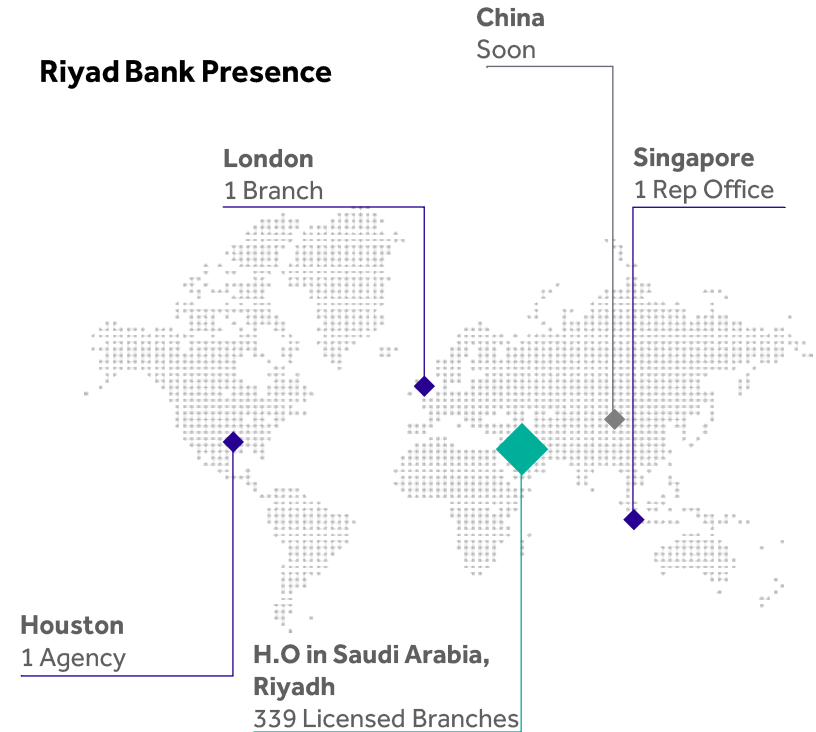 China
Soon
Riyad Bank Presence
London
1 Branch
Singapore
1 Rep Office
Houston
1 Agency
H.O in Saudi Arabia,
Riyadh
339 Licensed Branches